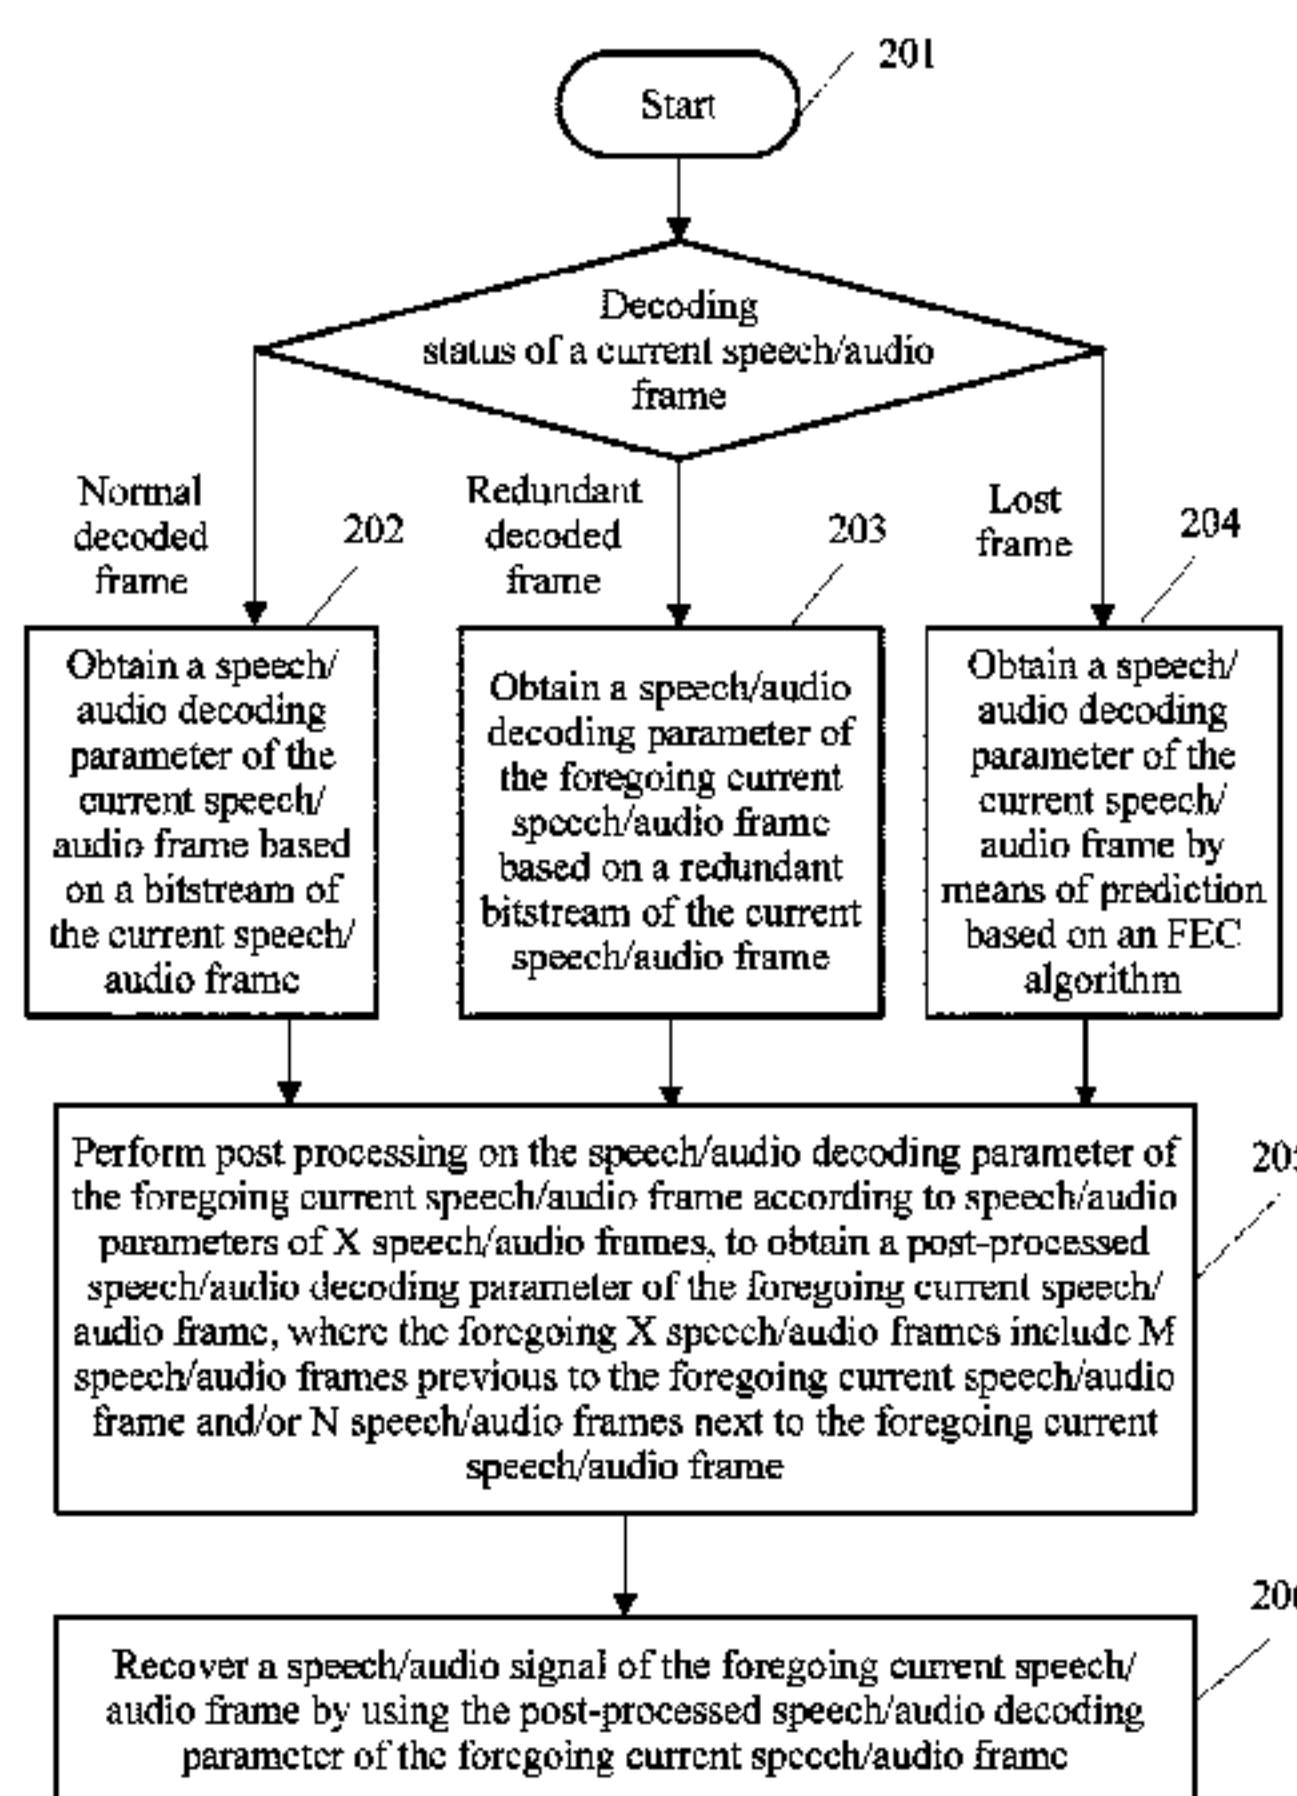 201
Start
Decoding
status of a current speech/audio
frame
Normal
decoded
frame
202
Redundant
decoded
frame
203
Lost
frame
204
Obtain a speech/
audio decoding
parameter of the
current speech/
audio frame based
on a bitstream of
the current speech/
audio frame
Obtain a speech/audio
decoding parameter of
the foregoing current
speech/audio frame
based on a redundant
bitstream of the current
speech/audio frame
Obtain a speech/
audio decoding
parameter of the
current speech/
audio frame by
means of prediction
based on an FEC
algorithm
Perform post processing on the speech/audio decoding parameter of
the foregoing current speech/audio frame according to speech/audio
parameters of X speech/audio frames, to obtain a post-processed
speech/audio decoding parameter of the foregoing current speech/
audio frame, where the foregoing X speech/audio frames include M
speech/audio frames previous to the foregoing current speech/audio
frame and/or N speech/audio frames next to the foregoing current
speech/audio frame
205
Recover a speech/audio signal of the foregoing current speech/
audio frame by using the post-processed speech/audio decoding
parameter of the foregoing current speech/audio frame
206